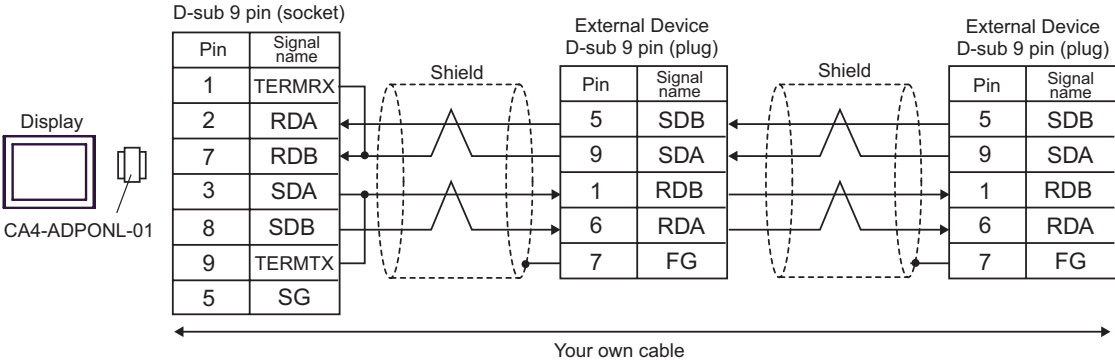 D-sub 9 pin (socket)
Pin Signal name
1 TERMRX
2 RDA
7 RDB
3 SDA
8 SDB
9 TERMTX
5 SG
Display
CA4-ADPONL-01
Shield
External Device
D-sub 9 pin (plug)
Pin Signal name
5 SDB
9 SDA
1 RDB
6 RDA
7 FG
Shield
External Device
D-sub 9 pin (plug)
Pin Signal name
5 SDB
9 SDA
1 RDB
6 RDA
7 FG
Your own cable